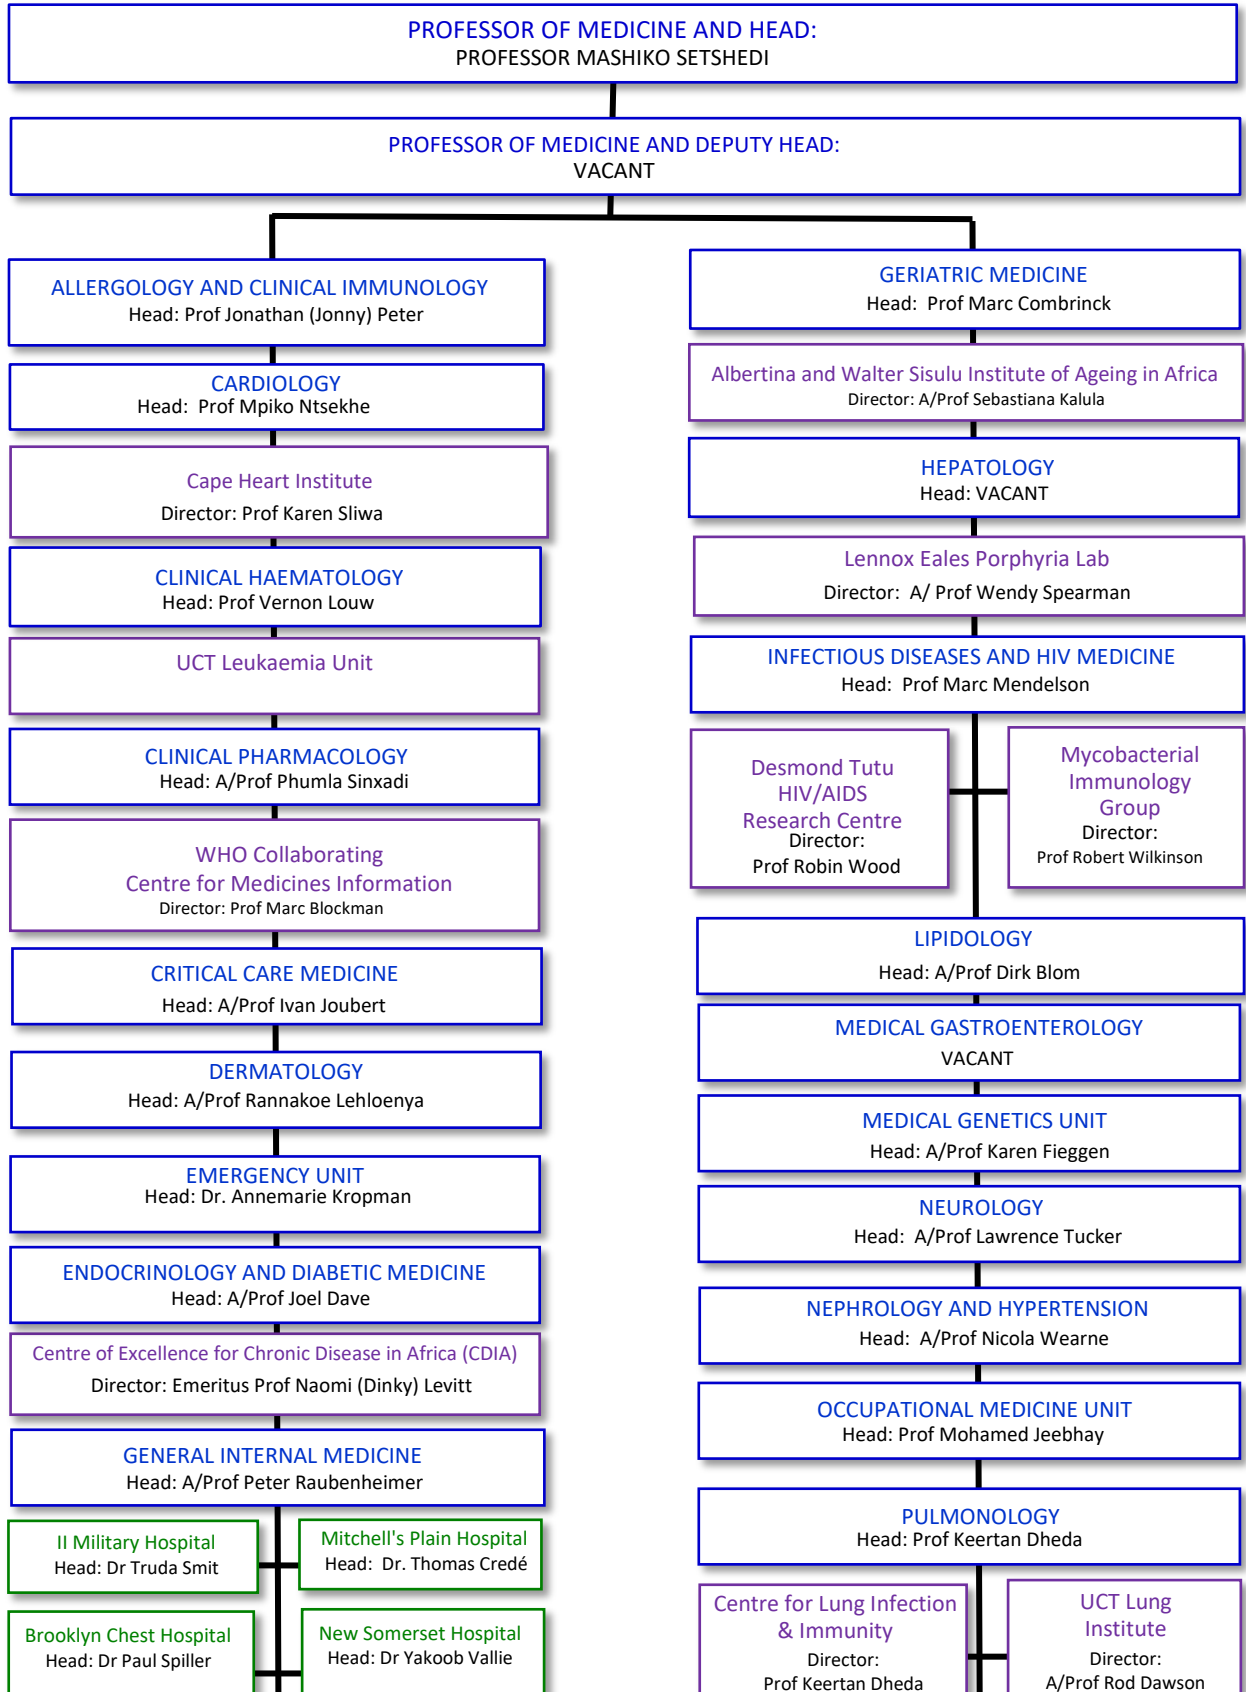 PROFESSOR OF MEDICINE AND HEAD:
PROFESSOR MASHIKO SETSHEDI
PROFESSOR OF MEDICINE AND DEPUTY HEAD:
VACANT
ALLERGOLOGY AND CLINICAL IMMUNOLOGY
Head: Prof Jonathan (Jonny) Peter
CARDIOLOGY
Head: Prof Mpiko Ntsekhe
Cape Heart Institute
Director: Prof Karen Sliwa
CLINICAL HAEMATOLOGY
Head: Prof Vernon Louw
UCT Leukaemia Unit
CLINICAL PHARMACOLOGY
Head: A/Prof Phumla Sinxadi
WHO Collaborating
Centre for Medicines Information
Director: Prof Marc Blockman
CRITICAL CARE MEDICINE
Head: A/Prof Ivan Joubert
DERMATOLOGY
Head: A/Prof Rannakoe Lehloenya
EMERGENCY UNIT
Head: Dr. Annemarie Kropman
ENDOCRINOLOGY AND DIABETIC MEDICINE
Head: A/Prof Joel Dave
Centre of Excellence for Chronic Disease in Africa (CDIA)
Director: Emeritus Prof Naomi (Dinky) Levitt
GENERAL INTERNAL MEDICINE
Head: A/Prof Peter Raubenheimer
II Military Hospital
Head: Dr Truda Smit
Mitchell's Plain Hospital
Head: Dr. Thomas Credé
Brooklyn Chest Hospital
Head: Dr Paul Spiller
New Somerset Hospital
Head: Dr Yakoob Vallie
GERIATRIC MEDICINE
Head: Prof Marc Combrinck
Albertina and Walter Sisulu Institute of Ageing in Africa
Director: A/Prof Sebastiana Kalula
HEPATOLOGY
Head: VACANT
Lennox Eales Porphyria Lab
Director: A/ Prof Wendy Spearman
INFECTIOUS DISEASES AND HIV MEDICINE
Head: Prof Marc Mendelson
Desmond Tutu
HIV/AIDS
Research Centre
Director:
Prof Robin Wood
Mycobacterial
Immunology
Group
Director:
Prof Robert Wilkinson
LIPIDOLOGY
Head: A/Prof Dirk Blom
MEDICAL GASTROENTEROLOGY
VACANT
MEDICAL GENETICS UNIT
Head: A/Prof Karen Fieggen
NEUROLOGY
Head: A/Prof Lawrence Tucker
NEPHROLOGY AND HYPERTENSION
Head: A/Prof Nicola Wearne
OCCUPATIONAL MEDICINE UNIT
Head: Prof Mohamed Jeebhay
PULMONOLOGY
Head: Prof Keertan Dheda
Centre for Lung Infection
& Immunity
Director:
Prof Keertan Dheda
UCT Lung
Institute
Director:
A/Prof Rod Dawson